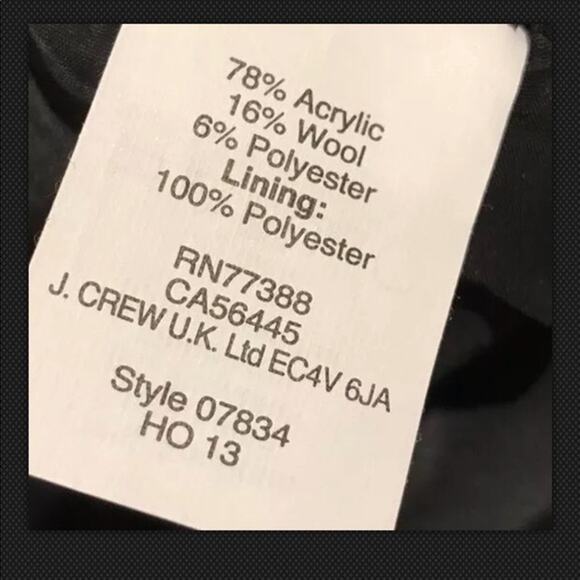 78% Acrylic
16% Wool
6% Polyester
Lining:
100% Polyester
RN77388
CA56445
J. CREW U.K. Ltd EC4V 6JA
Style 07834
HO 13